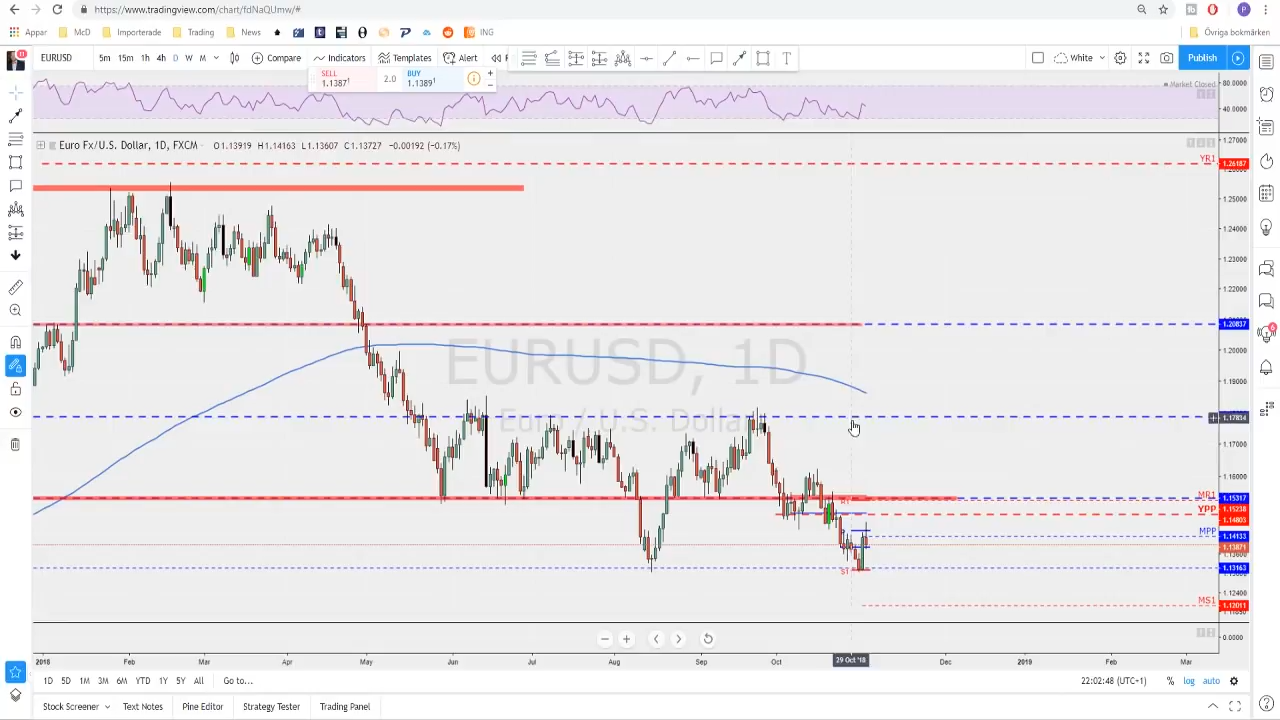 https://www.tradingview.com/chart/fdNaQUmw/#
Appar McD Importerade Trading News ING Övriga bokmärken
EURUSD 5m 15m 1h 4h D W M Compare Indicators Templates Alert White Publish
SELL 1.1387¹ 2.0 BUY 1.1389¹
Market Closed
80.0000
40.0000
Euro Fx/U.S. Dollar, 1D, FXCM O1.13919 H1.14163 L1.13607 C1.13727 -0.00192 (-0.17%)
1.27000
YR1 1.26187
1.25000
1.24000
1.23000
1.22000
1.20837
1.20000
EURUSD, 1D
1.19000
Euro / U.S. Dollar
1.17834
1.17000
1.16000
MR1 1.15317
1.15238
YPP 1.14803
MPP 1.14133
1.13871
1.13163
S1
1.12400
MS1 1.12011
0.0000
2018 Feb Mar Apr May Jun Jul Aug Sep Oct 29 Oct '18 Dec 2019 Feb Mar
1D 5D 1M 3M 6M YTD 1Y 5Y All Go to... 22:02:48 (UTC+1) % log auto
Stock Screener Text Notes Pine Editor Strategy Tester Trading Panel